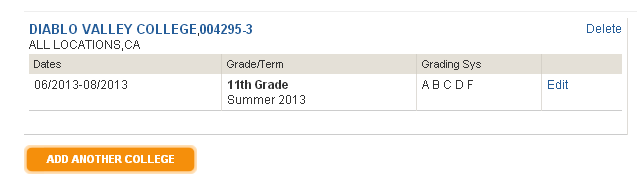 DIABLO VALLEY COLLEGE,004295-3 Delete
ALL LOCATIONS,CA
Dates Grade/Term Grading Sys
06/2013-08/2013 11th Grade A B C D F Edit
Summer 2013
ADD ANOTHER COLLEGE